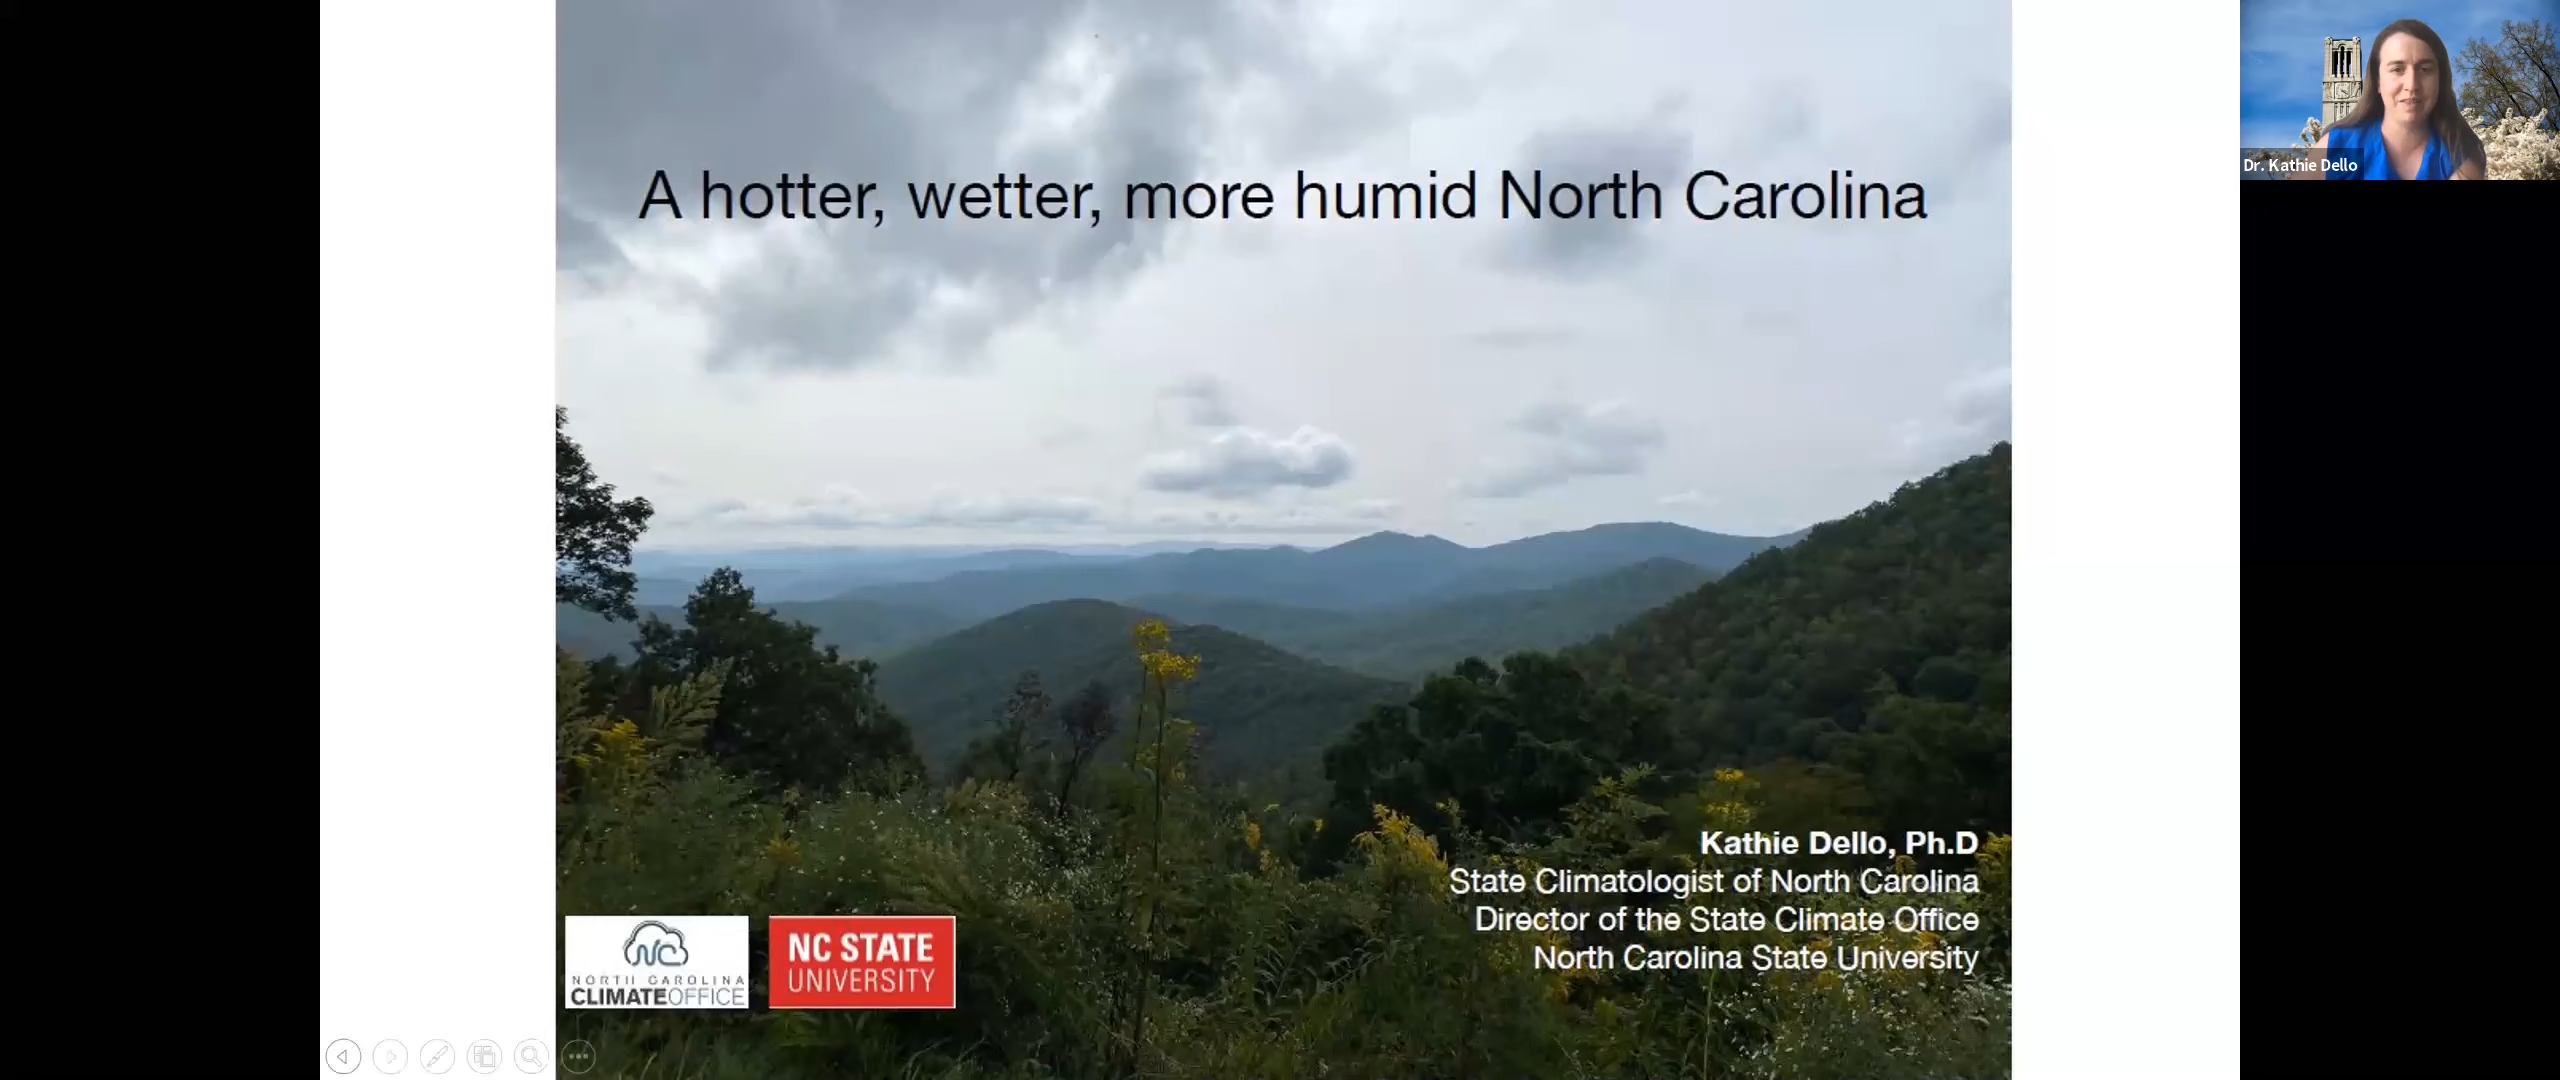 A hotter, wetter, more humid North Carolina
Dr. Kathie Dello
Kathie Dello, Ph.D
State Climatologist of North Carolina
Director of the State Climate Office
North Carolina State University
NC
NORTH CAROLINA
CLIMATEOFFICE
NC STATE
UNIVERSITY